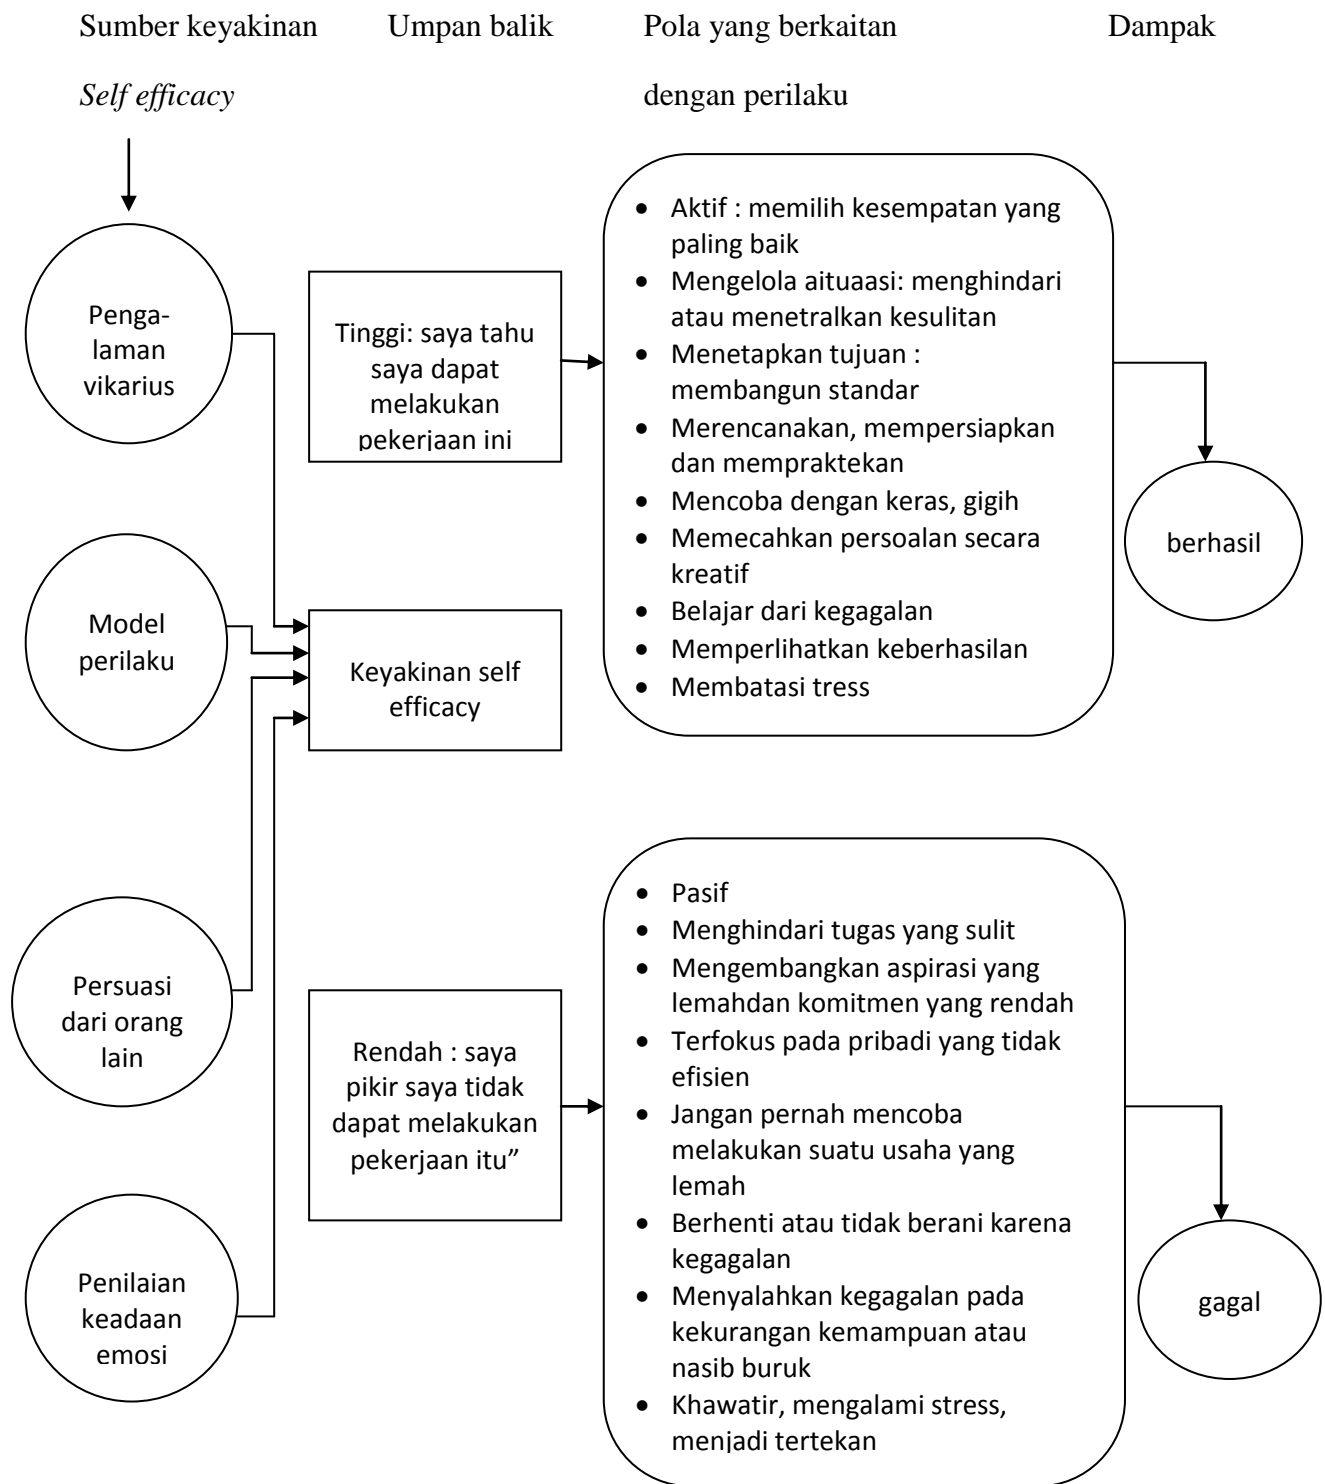 Sumber keyakinan Umpan balik Pola yang berkaitan Dampak
Self efficacy dengan perilaku
Penga-
laman
vikarius
Model
perilaku
Persuasi
dari orang
lain
Penilaian
keadaan
emosi
Tinggi: saya tahu
saya dapat
melakukan
pekerjaan ini
Keyakinan self
efficacy
Rendah : saya
pikir saya tidak
dapat melakukan
pekerjaan itu”
• Aktif : memilih kesempatan yang
paling baik
• Mengelola aituaasi: menghindari
atau menetralkan kesulitan
• Menetapkan tujuan :
membangun standar
• Merencanakan, mempersiapkan
dan mempraktekan
• Mencoba dengan keras, gigih
• Memecahkan persoalan secara
kreatif
• Belajar dari kegagalan
• Memperlihatkan keberhasilan
• Membatasi tress
berhasil
• Pasif
• Menghindari tugas yang sulit
• Mengembangkan aspirasi yang
lemahdan komitmen yang rendah
• Terfokus pada pribadi yang tidak
efisien
• Jangan pernah mencoba
melakukan suatu usaha yang
lemah
• Berhenti atau tidak berani karena
kegagalan
• Menyalahkan kegagalan pada
kekurangan kemampuan atau
nasib buruk
• Khawatir, mengalami stress,
menjadi tertekan
gagal